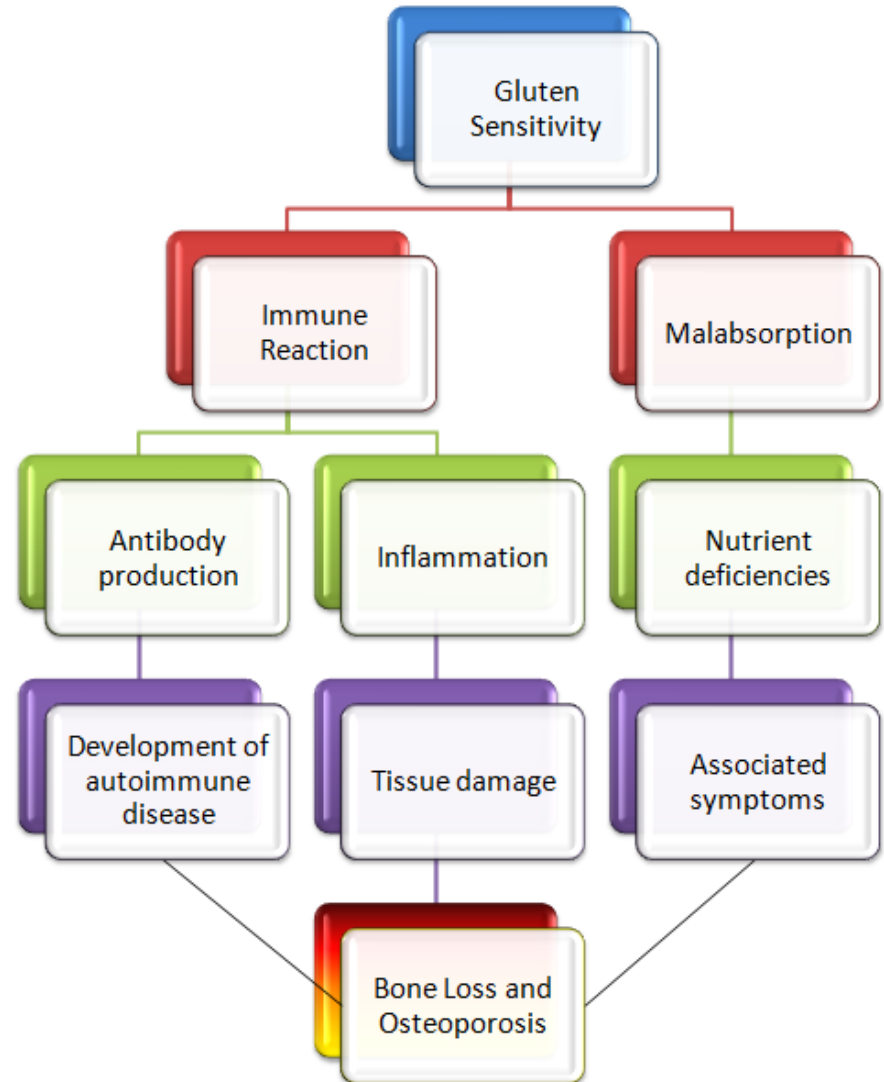 Gluten
Sensitivity
Immune
Reaction
Malabsorption
Antibody
production
Inflammation
Nutrient
deficiencies
Development of
autoimmune
disease
Tissue damage
Associated
symptoms
Bone Loss and
Osteoporosis